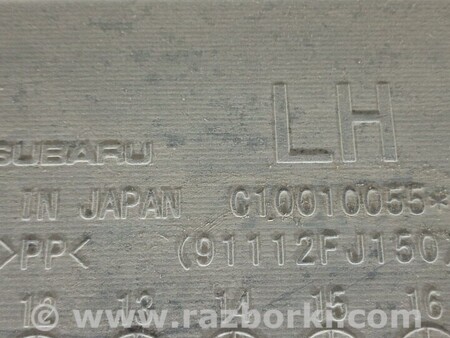 LH
SUBARU
IN JAPAN C10010055*
>PP< (91112FJ150
12 13 14 15 16
© www.razborki.com